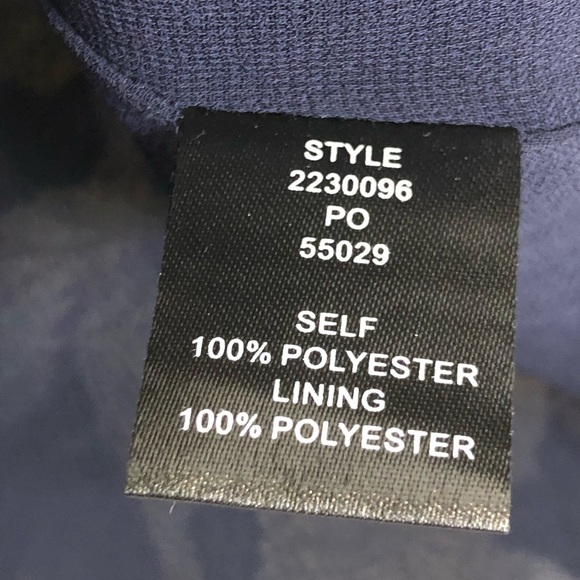 STYLE
2230096
PO
55029
SELF
100% POLYESTER
LINING
100% POLYESTER